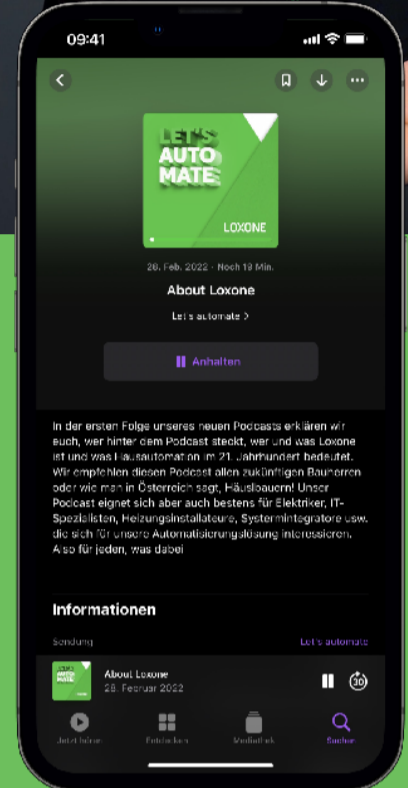 09:41
LET'S
AUTO
MATE
LOXONE
28. Feb. 2022 · Noch 19 Min.
About Loxone
Let's automate >
Anhalten
In der ersten Folge unseres neuen Podcasts erklären wir
euch, wer hinter dem Podcast steckt, wer und was Loxone
ist und was Hausautomation im 21. Jahrhundert bedeutet.
Wir empfehlen diesen Podcast allen zukünftigen Bauherren
oder wie man in Österreich sagt, Häuslbauern! Unser
Podcast eignet sich aber auch bestens für Elektriker, IT-
Spezialisten, Heizungsinstallateure, Systemintegratore usw.
die sich für unsere Automatisierungslösung interessieren.
Also für jeden, was dabei
Informationen
Sendung Let's automate
About Loxone
28. Februar 2022
30
Jetzt hören Entdecken Mediathek Suchen